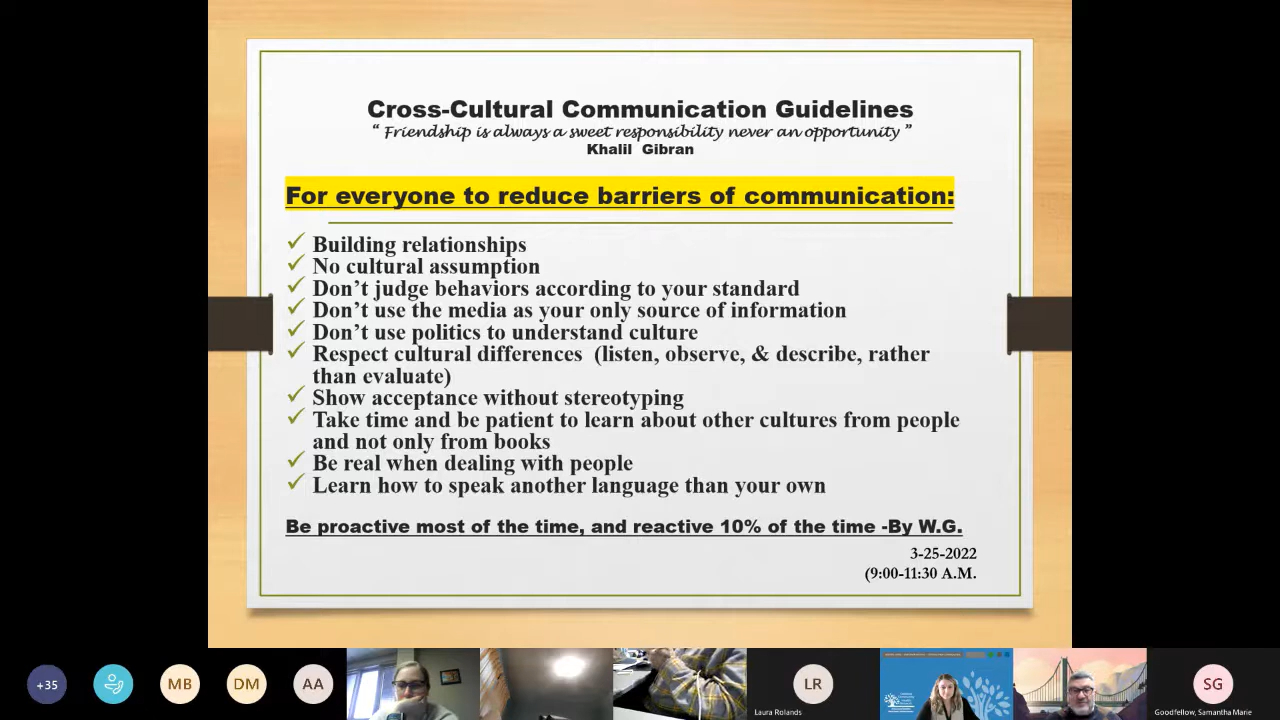 Cross-Cultural Communication Guidelines
“ Friendship is always a sweet responsibility never an opportunity ”
Khalil Gibran
For everyone to reduce barriers of communication:
✓ Building relationships
✓ No cultural assumption
✓ Don’t judge behaviors according to your standard
✓ Don’t use the media as your only source of information
✓ Don’t use politics to understand culture
✓ Respect cultural differences (listen, observe, & describe, rather
than evaluate)
✓ Show acceptance without stereotyping
✓ Take time and be patient to learn about other cultures from people
and not only from books
✓ Be real when dealing with people
✓ Learn how to speak another language than your own
Be proactive most of the time, and reactive 10% of the time -By W.G.
3-25-2022
(9:00-11:30 A.M.
+35
MB
DM
AA
LR
Laura Rolands
SG
Goodfellow, Samantha Marie